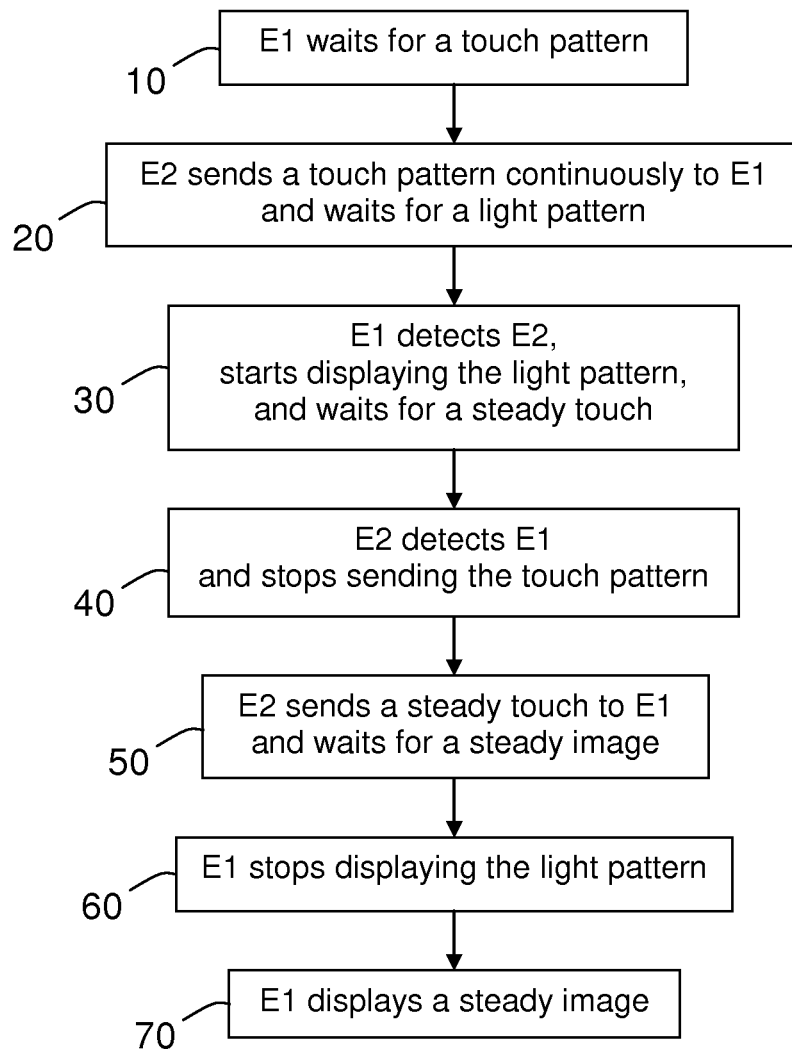 E1 waits for a touch pattern
10
E2 sends a touch pattern continuously to E1
and waits for a light pattern
20
E1 detects E2,
starts displaying the light pattern,
and waits for a steady touch
30
E2 detects E1
and stops sending the touch pattern
40
E2 sends a steady touch to E1
and waits for a steady image
50
E1 stops displaying the light pattern
60
E1 displays a steady image
70